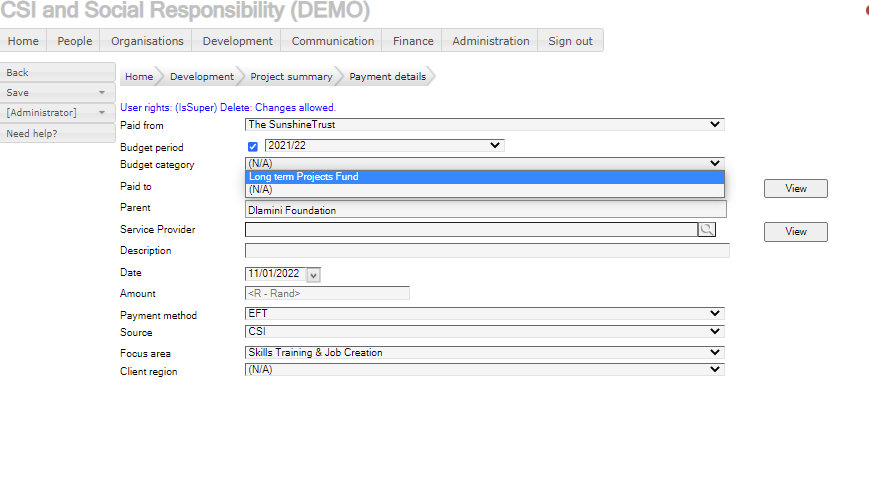 CSI and Social Responsibility (DEMO)
Home People Organisations Development Communication Finance Administration Sign out
Back
Save
[Administrator]
Need help?
Home Development Project summary Payment details
User rights: (IsSuper) Delete: Changes allowed.
Paid from The SunshineTrust
Budget period 2021/22
Budget category (N/A)
Long term Projects Fund
(N/A)
Paid to View
Parent Dlamini Foundation
Service Provider View
Description
Date 11/01/2022
Amount <R - Rand>
Payment method EFT
Source CSI
Focus area Skills Training & Job Creation
Client region (N/A)